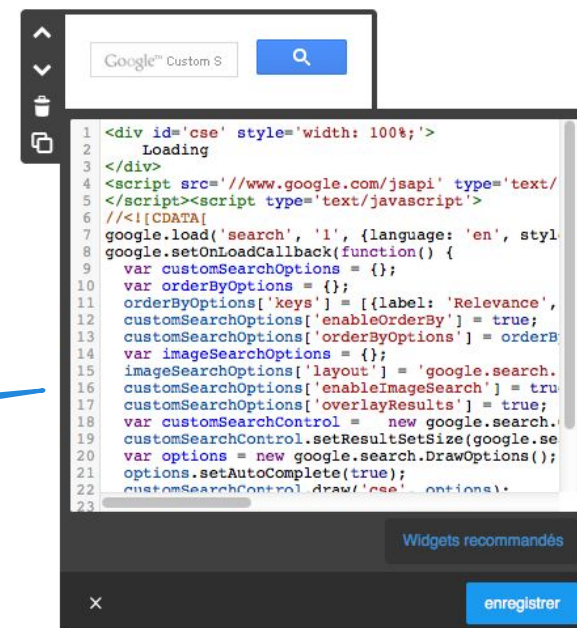 Google™ Custom S
1 <div id='cse' style='width: 100%;'>
2 Loading
3 </div>
4 <script src='//www.google.com/jsapi' type='text/
5 </script><script type='text/javascript'>
6 //<![CDATA[
7 google.load('search', '1', {language: 'en', styl
8 google.setOnLoadCallback(function() {
9 var customSearchOptions = {};
10 var orderByOptions = {};
11 orderByOptions['keys'] = [{label: 'Relevance',
12 customSearchOptions['enableOrderBy'] = true;
13 customSearchOptions['orderByOptions'] = orderB
14 var imageSearchOptions = {};
15 imageSearchOptions['layout'] = 'google.search.
16 customSearchOptions['enableImageSearch'] = tru
17 customSearchOptions['overlayResults'] = true;
18 var customSearchControl = new google.search.
19 customSearchControl.setResultSetSize(google.se
20 var options = new google.search.DrawOptions();
21 options.setAutoComplete(true);
22 customSearchControl.draw('cse', options);
23
Widgets recommandés
enregistrer